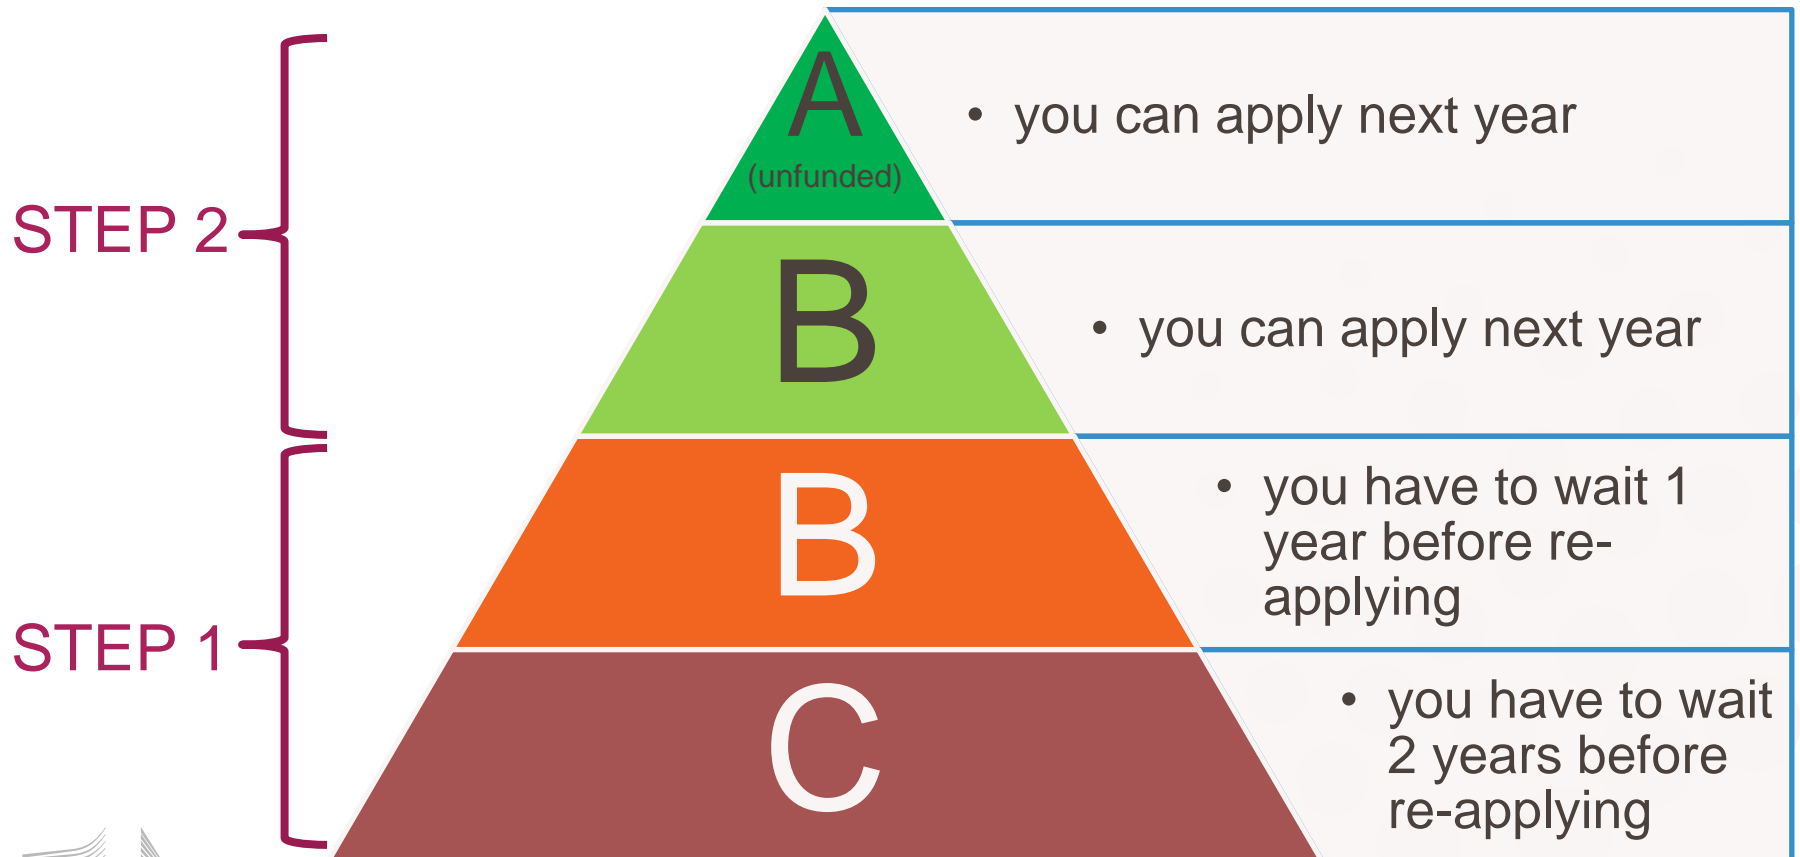 A
(unfunded)
• you can apply next year
STEP 2
B
• you can apply next year
B
• you have to wait 1
year before re-
applying
STEP 1
C
• you have to wait
2 years before
re-applying